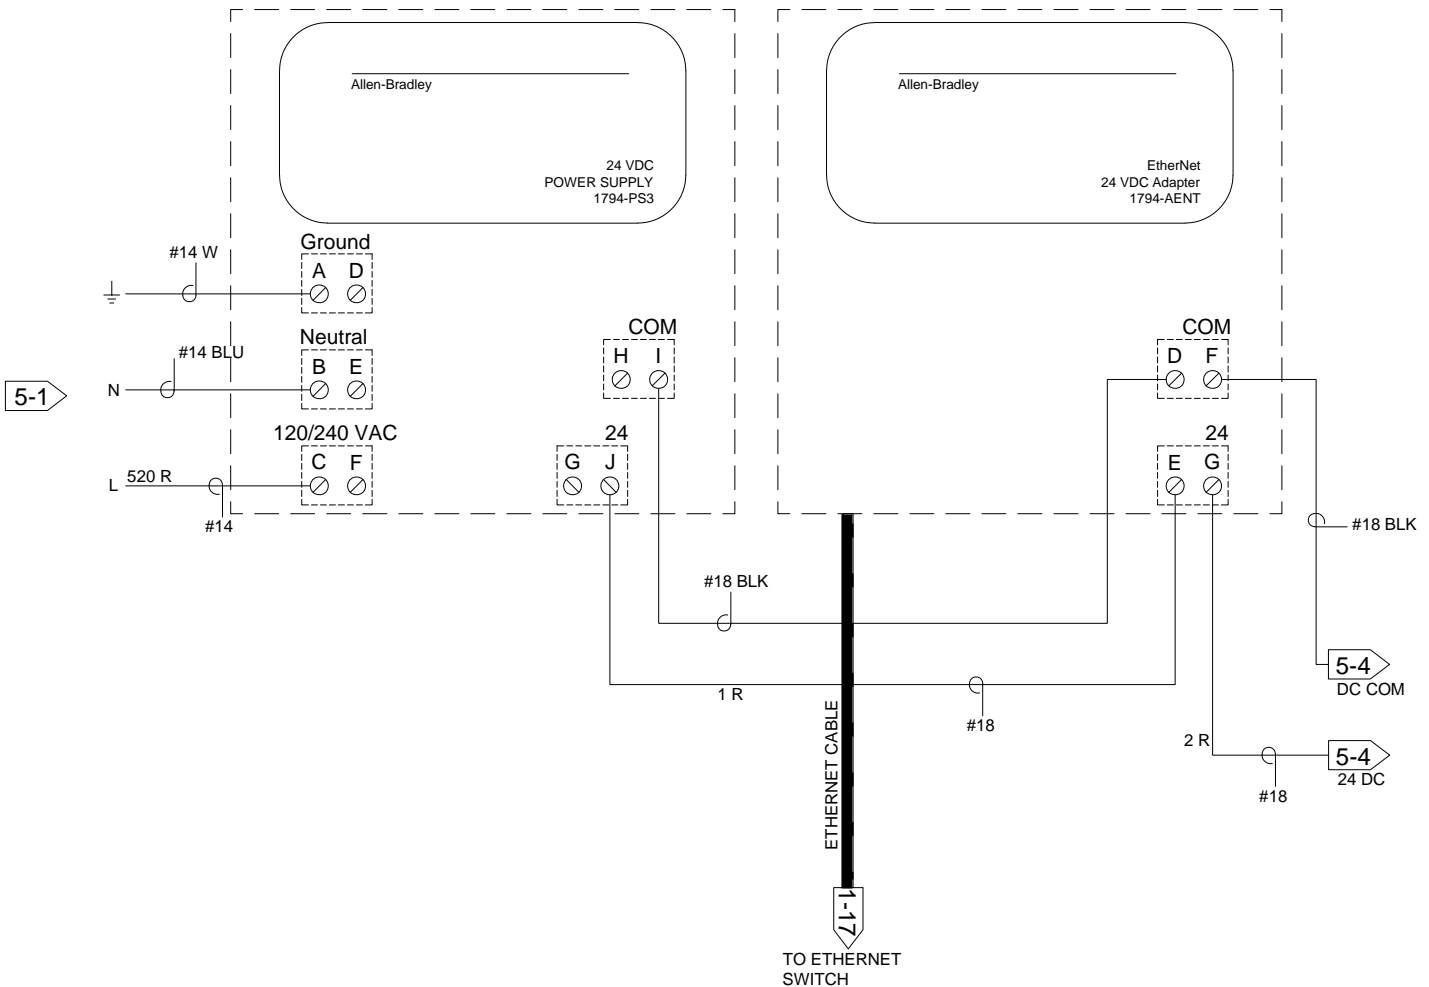 Allen-Bradley
24 VDC
POWER SUPPLY
1794-PS3
Allen-Bradley
EtherNet
24 VDC Adapter
1794-AENT
#14 W
Ground
A D
#14 BLU
Neutral
B E
5-1
N
120/240 VAC
C F
L
520 R
#14
COM
H I
24
G J
COM
D F
24
E G
#18 BLK
#18 BLK
1 R
#18
5-4
DC COM
2 R
#18
5-4
24 DC
ETHERNET CABLE
1-17
TO ETHERNET
SWITCH